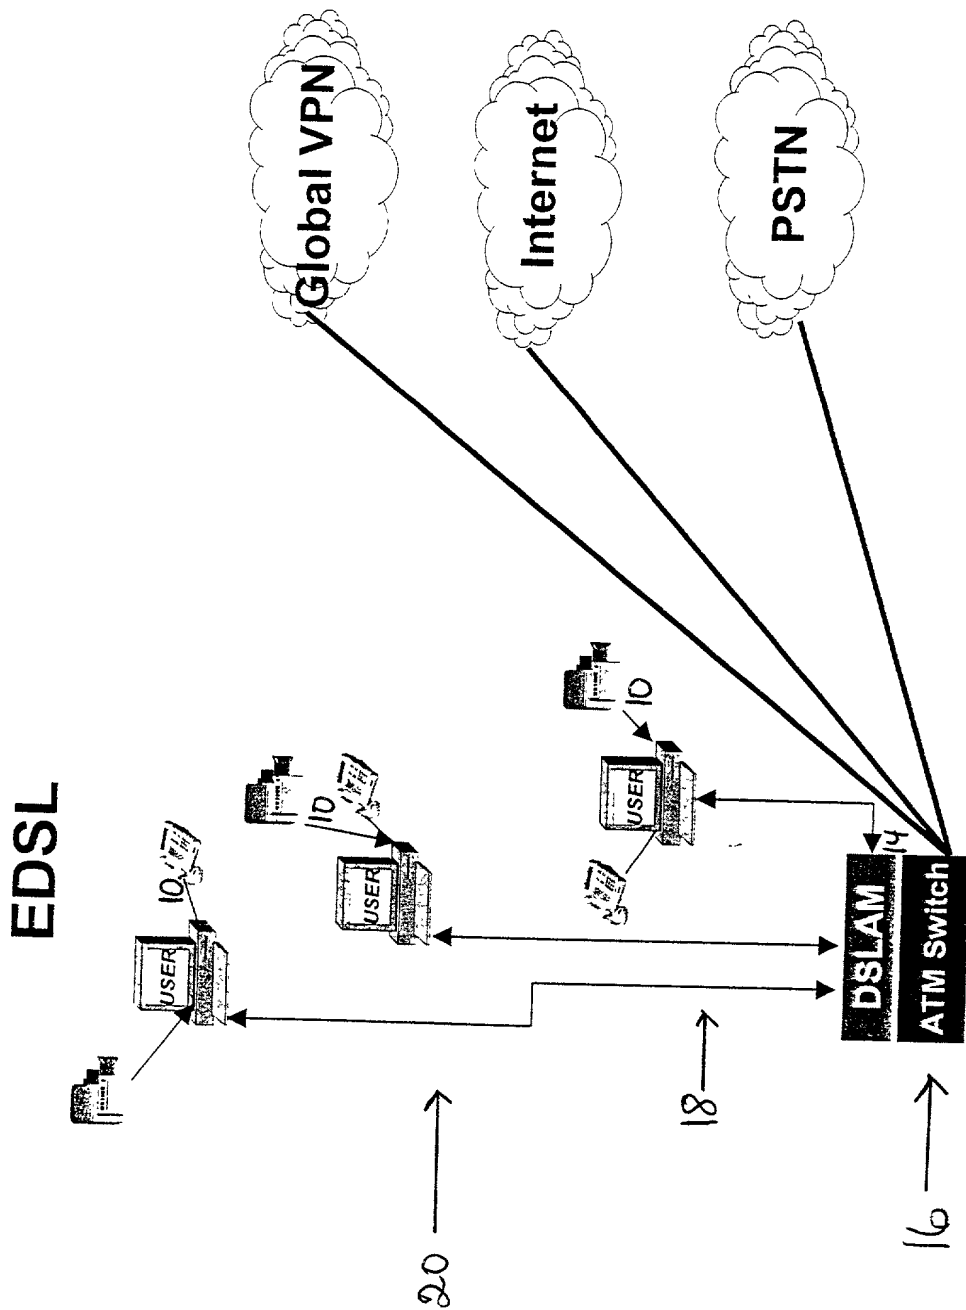 EDSL
Global VPN
Internet
PSTN
USER
10
USER
10
USER
10
DSLAM
14
ATM Switch
20
18
16